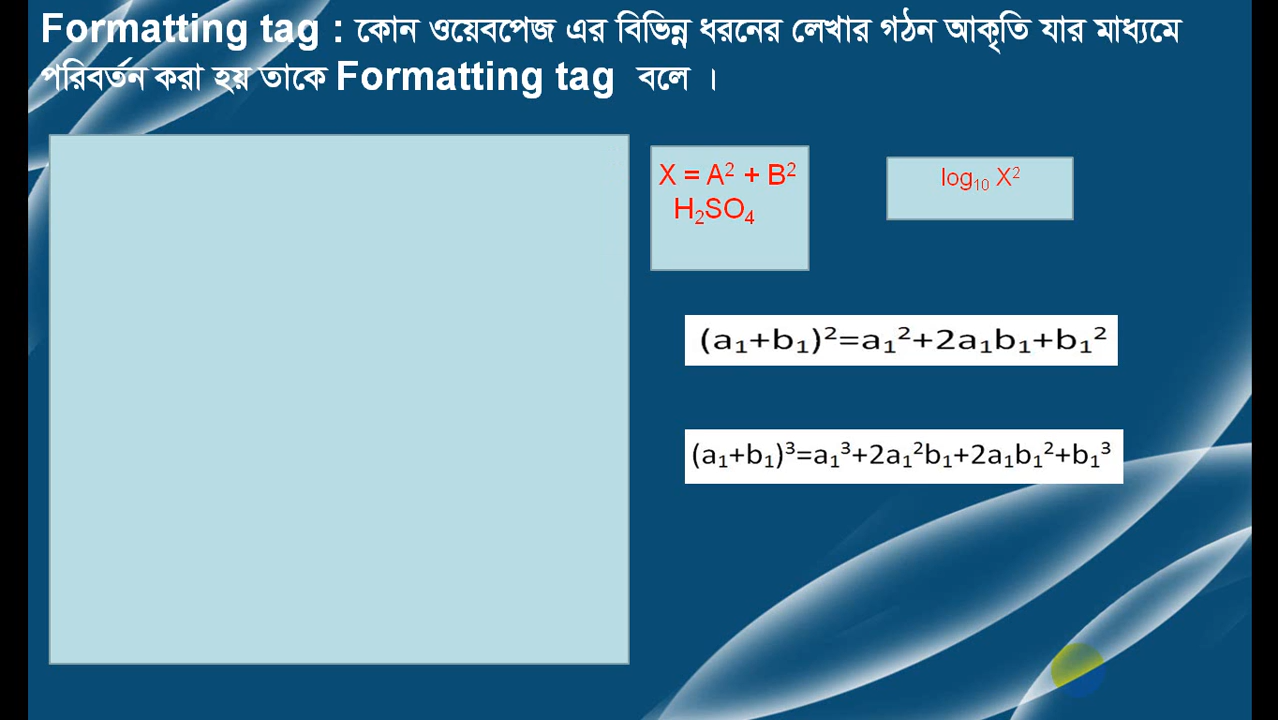 Formatting tag : কোন ওয়েবপেজ এর বিভিন্ন ধরনের লেখার গঠন আকৃতি যার মাধ্যমে
পরিবর্তন করা হয় তাকে Formatting tag বলে ।
X = A² + B²
H₂SO₄
log₁₀ X²
(a₁+b₁)²=a₁²+2a₁b₁+b₁²
(a₁+b₁)³=a₁³+2a₁²b₁+2a₁b₁²+b₁³